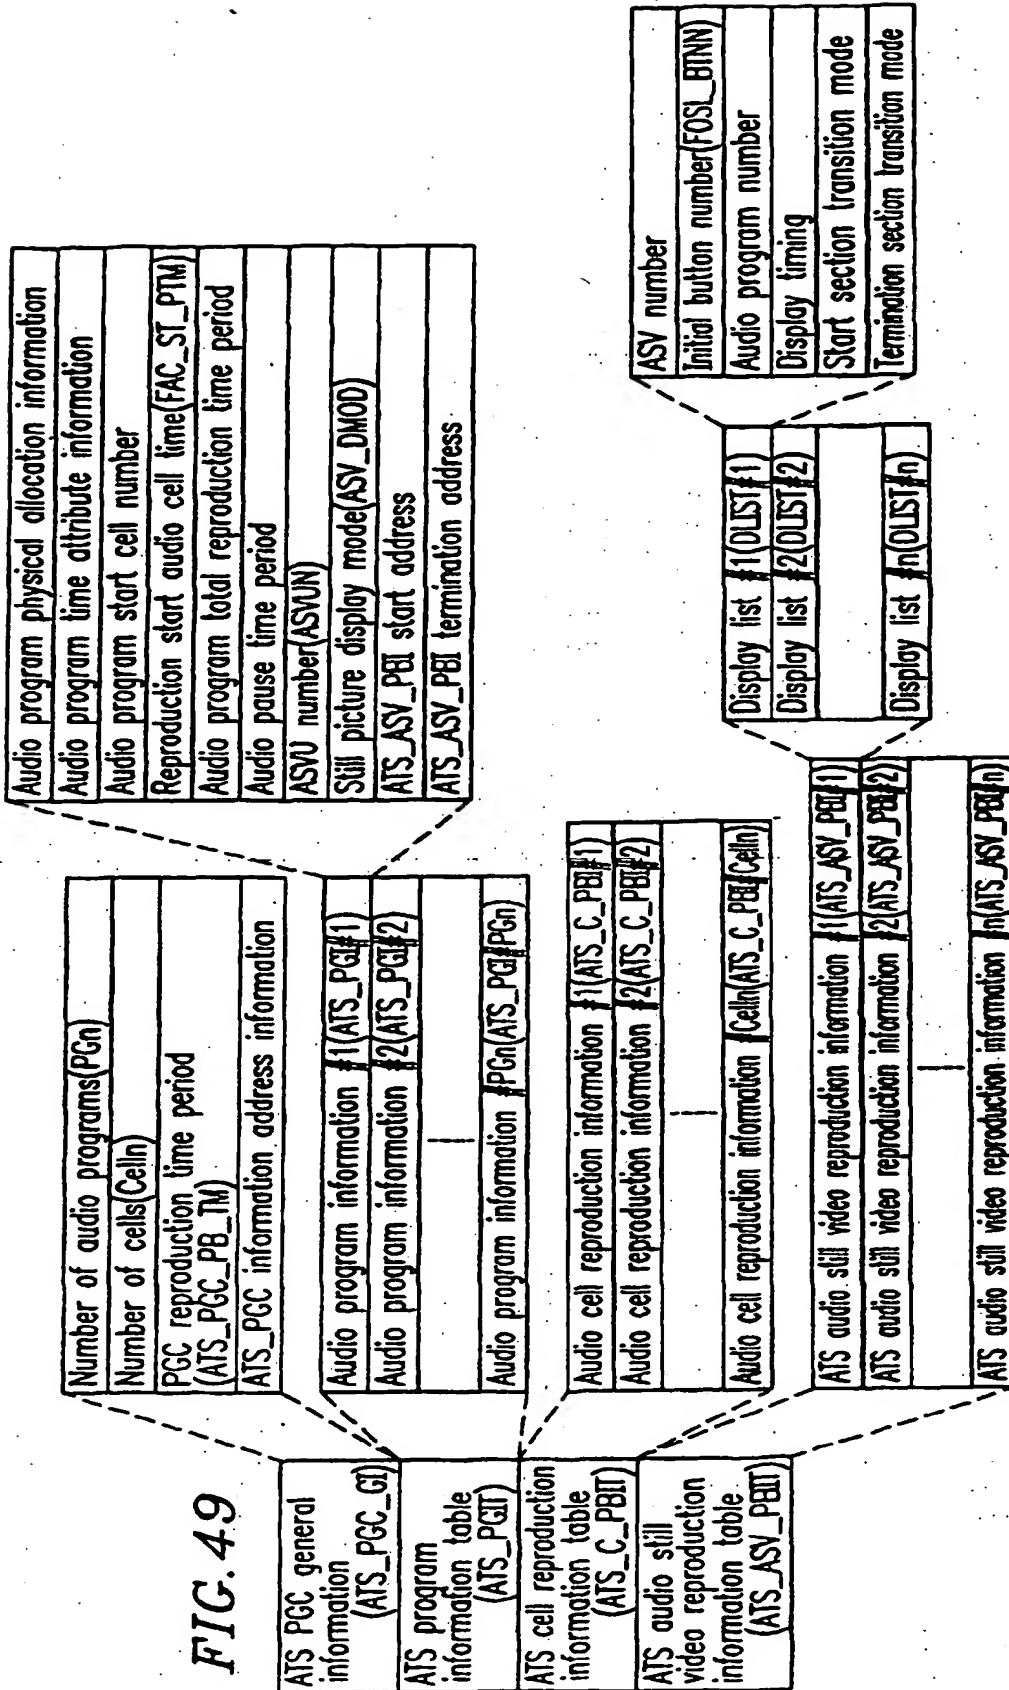 FIG. 49
ATS PGC general
information
(ATS_PGC_GI)
ATS program
information table
(ATS_PGIT)
ATS cell reproduction
information table
(ATS_C_PBIT)
ATS audio still
video reproduction
information table
(ATS_ASV_PBIT)
Number of audio programs(PGn)
Number of cells(Celln)
PGC reproduction time period
(ATS_PGC_PB_TM)
ATS_PGC information address information
Audio program information #1(ATS_PGI#1)
Audio program information #2(ATS_PGI#2)
Audio program information #PGn(ATS_PGI#PGn)
Audio cell reproduction information #1(ATS_C_PBI#1)
Audio cell reproduction information #2(ATS_C_PBI#2)
Audio cell reproduction information #Celln(ATS_C_PBI#Celln)
ATS audio still video reproduction information #1(ATS_ASV_PBI#1)
ATS audio still video reproduction information #2(ATS_ASV_PBI#2)
ATS audio still video reproduction information #n(ATS_ASV_PBI#n)
Audio program physical allocation information
Audio program time attribute information
Audio program start cell number
Reproduction start audio cell time(FAC_ST_PTM)
Audio program total reproduction time period
Audio pause time period
ASVU number(ASVUN)
Still picture display mode(ASV_DMOD)
ATS_ASV_PBI start address
ATS_ASV_PBI termination address
Display list #1(DLIST#1)
Display list #2(DLIST#2)
Display list #n(DLIST#n)
ASV number
Initial button number(FOSL_BTNN)
Audio program number
Display timing
Start section transition mode
Termination section transition mode